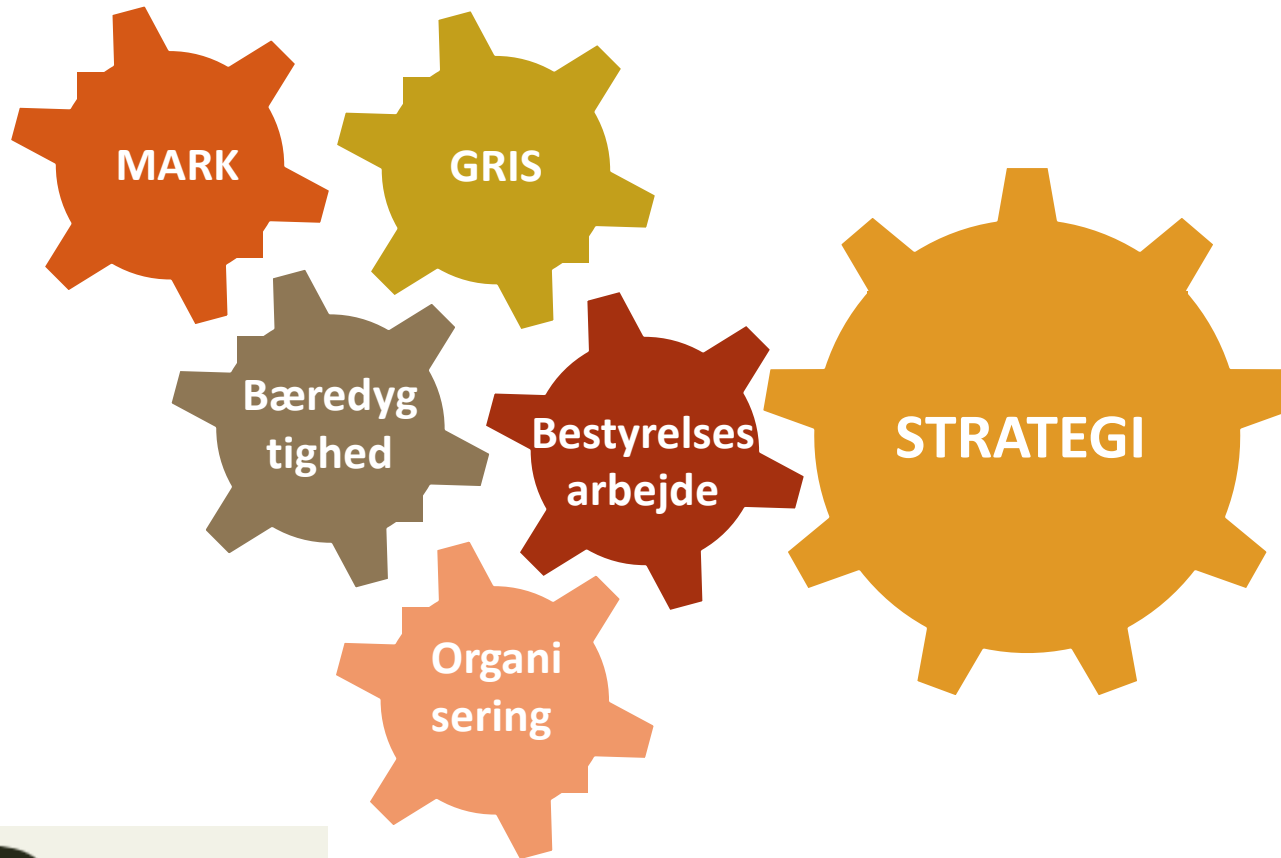 MARK
GRIS
Bæredyg
tighed
Bestyrelses
arbejde
STRATEGI
Organi
sering